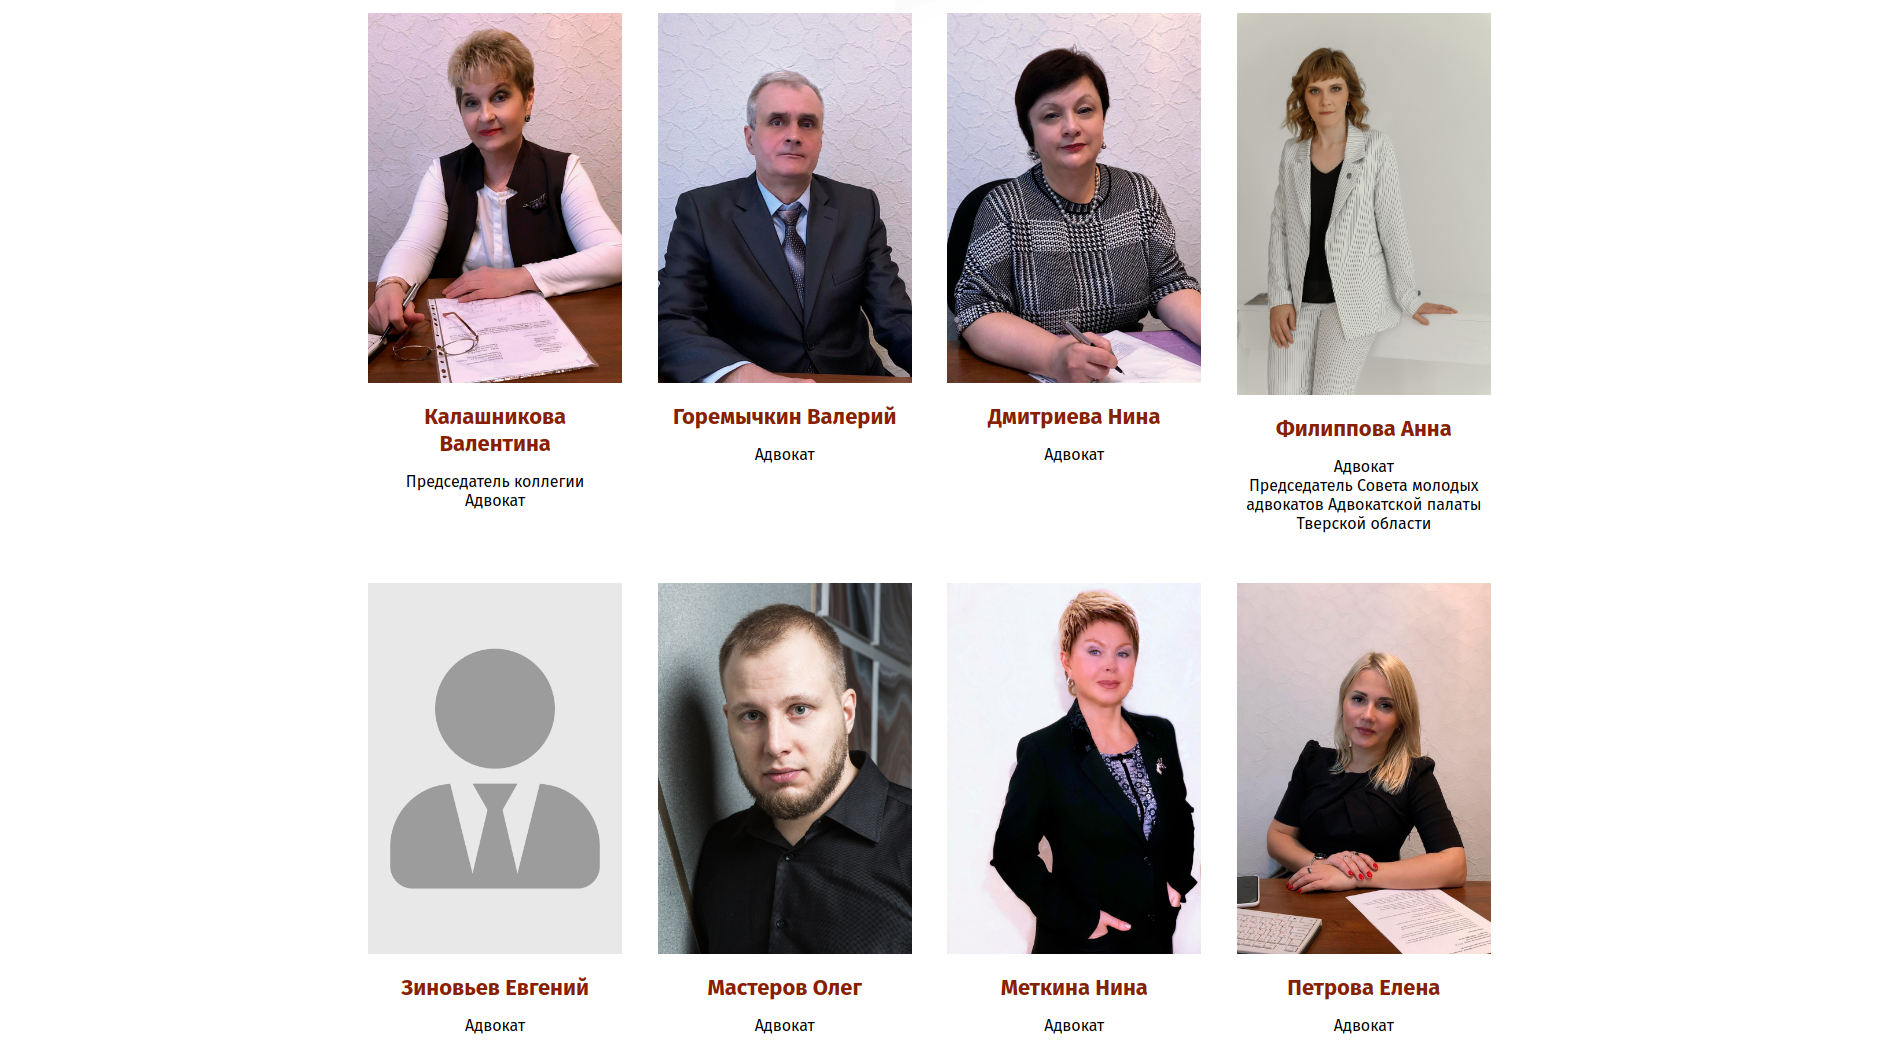 Калашникова
Валентина
Председатель коллегии
Адвокат
Горемычкин Валерий
Адвокат
Дмитриева Нина
Адвокат
Филиппова Анна
Адвокат
Председатель Совета молодых
адвокатов Адвокатской палаты
Тверской области
Зиновьев Евгений
Адвокат
Мастеров Олег
Адвокат
Меткина Нина
Адвокат
Петрова Елена
Адвокат